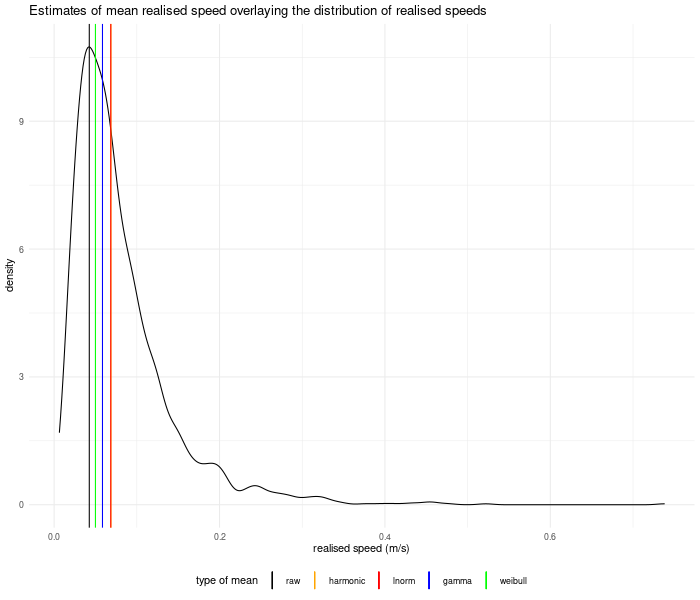 Estimates of mean realised speed overlaying the distribution of realised speeds
9
6
3
0
density
0.0 0.2 0.4 0.6
realised speed (m/s)
type of mean raw harmonic lnorm gamma weibull